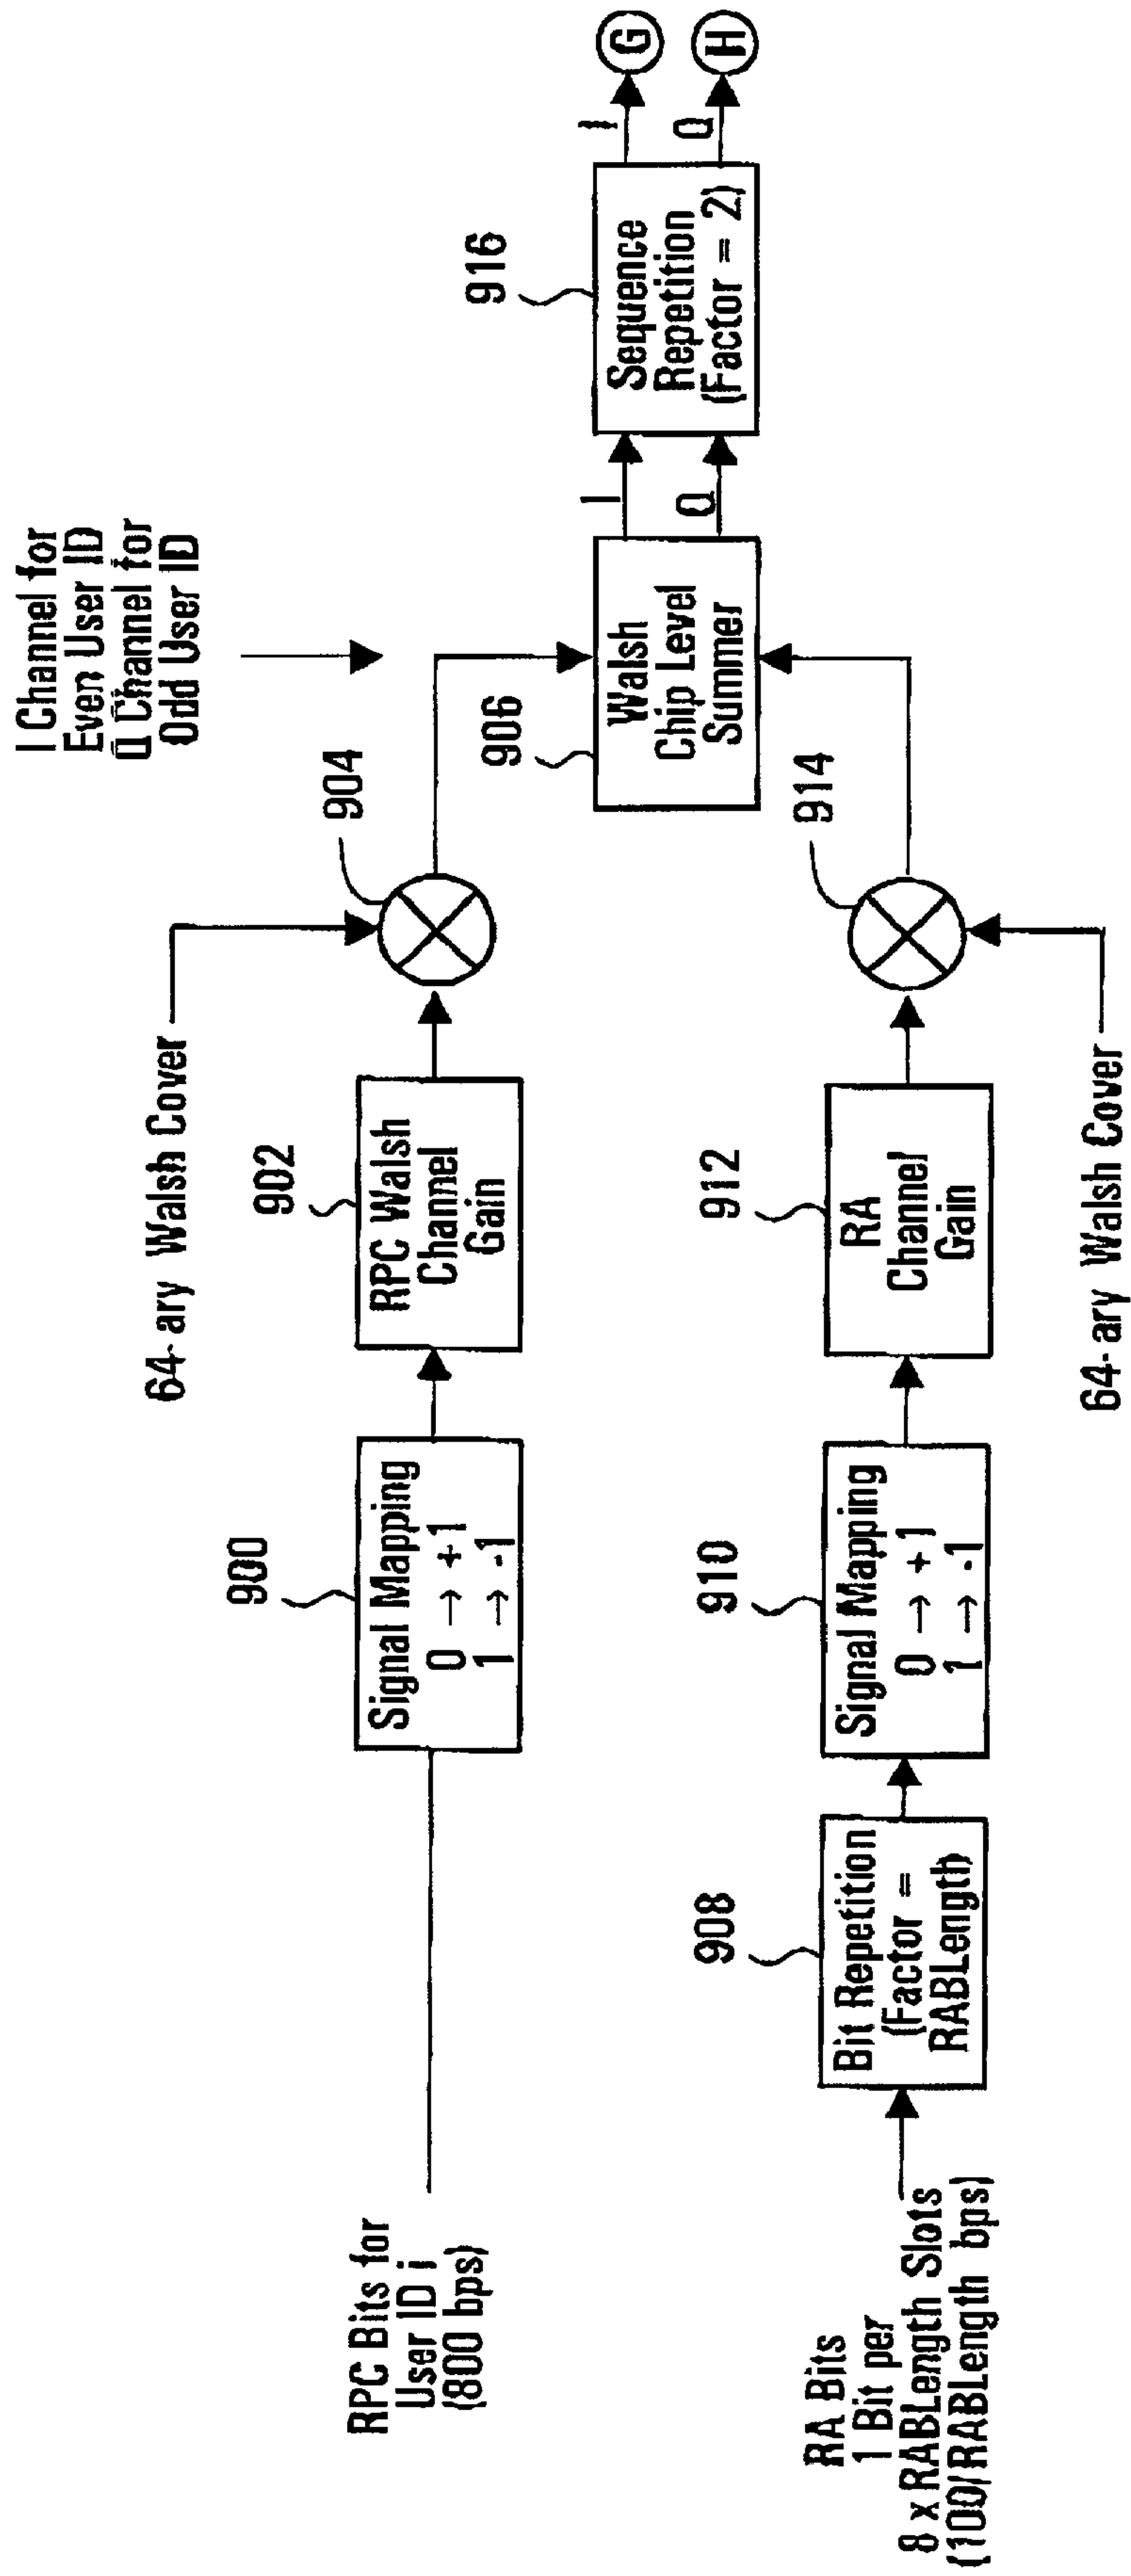 RPC Bits for
User ID i
(800 bps)
900
Signal Mapping
0 → +1
1 → -1
902
RPC Walsh
Channel
Gain
64-ary Walsh Cover
904
I Channel for
Even User ID
Q Channel for
Odd User ID
906
Walsh
Chip Level
Summer
I
Q
916
Sequence
Repetition
(Factor = 2)
I
Q
G
H
RA Bits
1 Bit per
8 x RABLength Slots
(100/RABLength bps)
908
Bit Repetition
(Factor =
RABLength)
910
Signal Mapping
0 → +1
1 → -1
912
RA
Channel
Gain
914
64-ary Walsh Cover